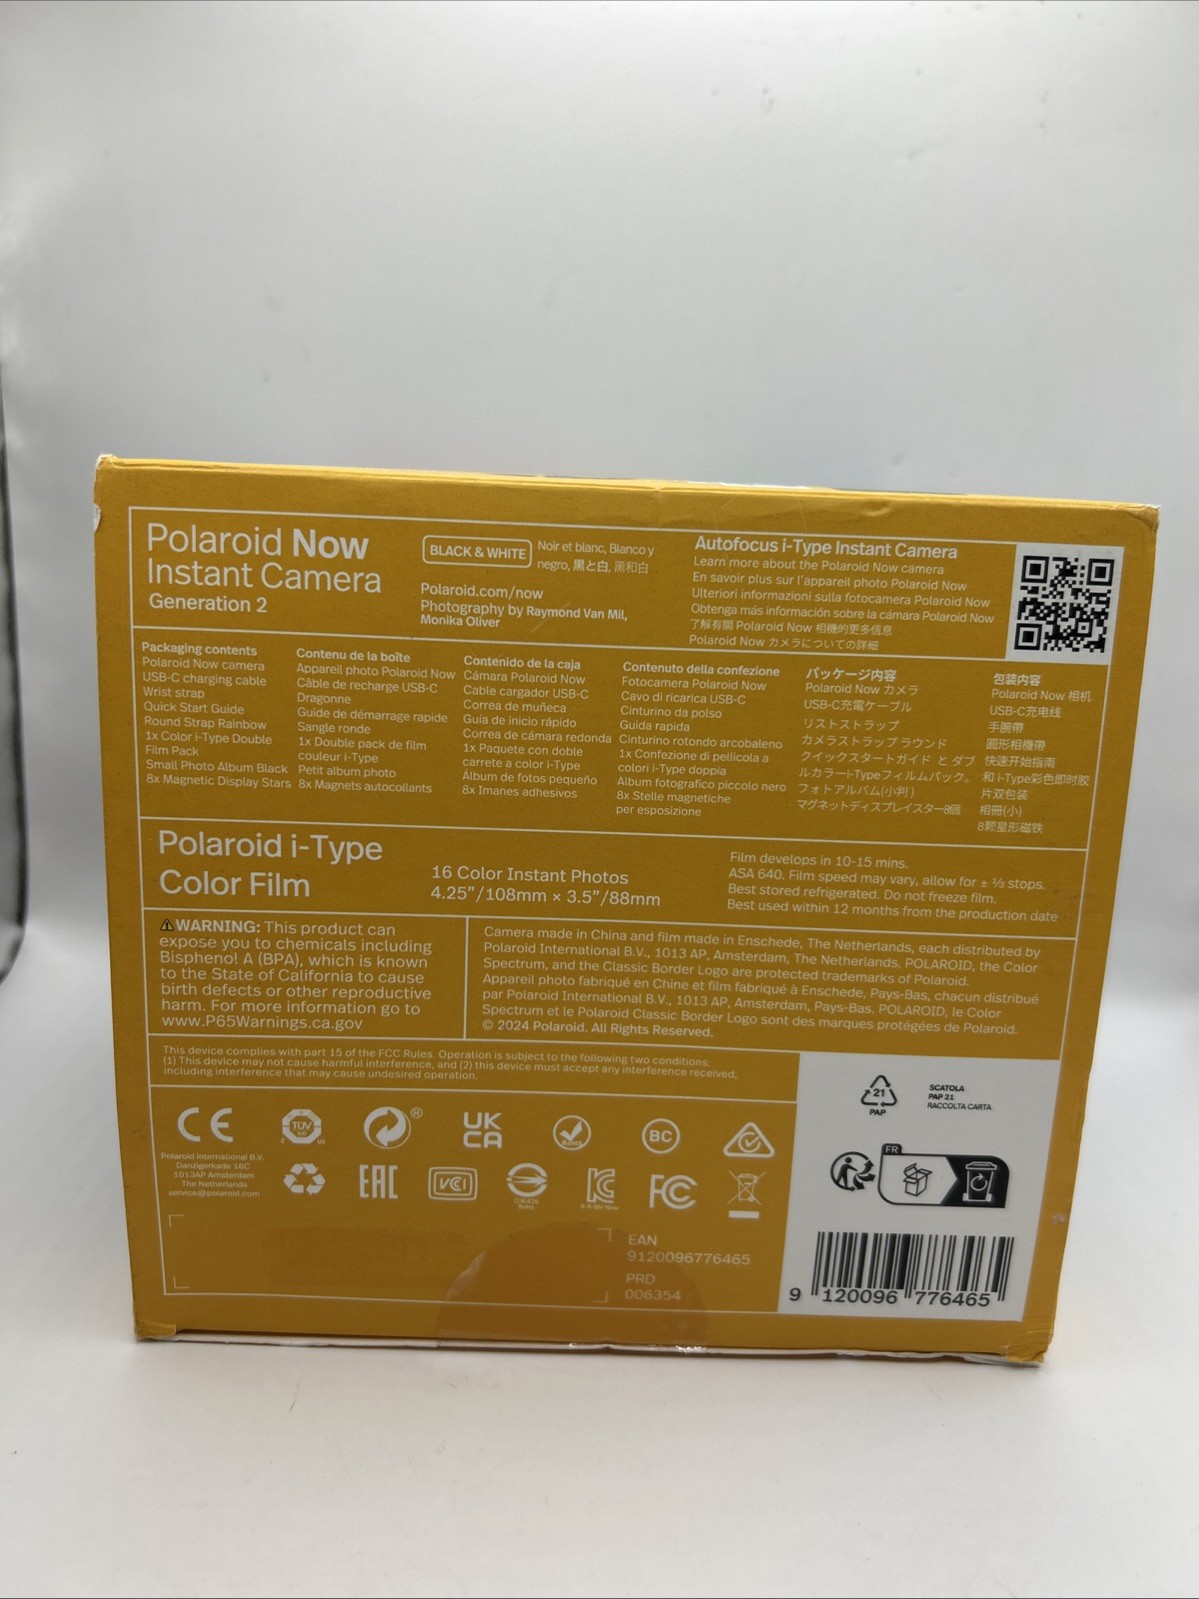 Polaroid Now
Instant Camera
Generation 2
BLACK & WHITE
Noir et blanc, Blanco y
negro, 黒と白, 黑和白
Polaroid.com/now
Photography by Raymond Van Mil,
Monika Oliver
Autofocus i-Type Instant Camera
Learn more about the Polaroid Now camera
En savoir plus sur l'appareil photo Polaroid Now
Ulteriori informazioni sulla fotocamera Polaroid Now
Obtenga más información sobre la cámara Polaroid Now
了解有關 Polaroid Now 相機的更多信息
Polaroid Now カメラについての詳細
Packaging contents
Polaroid Now camera
USB-C charging cable
Wrist strap
Quick Start Guide
Round Strap Rainbow
1x Color i-Type Double
Film Pack
Small Photo Album Black
8x Magnetic Display Stars
Contenu de la boîte
Appareil photo Polaroid Now
Câble de recharge USB-C
Dragonne
Guide de démarrage rapide
Sangle ronde
1x Double pack de film
couleur i-Type
Petit album photo
8x Magnets autocollants
Contenido de la caja
Cámara Polaroid Now
Cable cargador USB-C
Correa de muñeca
Guía de inicio rápido
Correa de cámara redonda
1x Paquete con doble
carrete a color i-Type
Álbum de fotos pequeño
8x Imanes adhesivos
Contenuto della confezione
Fotocamera Polaroid Now
Cavo di ricarica USB-C
Cinturino da polso
Guida rapida
Cinturino rotondo arcobaleno
1x Confezione di pellicola a
colori i-Type doppia
Album fotografico piccolo nero
8x Stelle magnetiche
per esposizione
パッケージ内容
Polaroid Now カメラ
USB-C充電ケーブル
リストストラップ
カメラストラップ ラウンド
クイックスタートガイド と ダブ
ルカラーi-Typeフィルムパック。
フォトアルバム(小判)
マグネットディスプレイスター8個
包装内容
Polaroid Now 相机
USB-C充电线
手腕帶
圓形相機帶
快速开始指南
和 i-Type彩色即时胶
片双包装
相冊(小)
8颗星形磁铁
Polaroid i-Type
Color Film
16 Color Instant Photos
4.25"/108mm × 3.5"/88mm
Film develops in 10-15 mins.
ASA 640. Film speed may vary, allow for ± ⅓ stops.
Best stored refrigerated. Do not freeze film.
Best used within 12 months from the production date
WARNING: This product can
expose you to chemicals including
Bisphenol A (BPA), which is known
to the State of California to cause
birth defects or other reproductive
harm. For more information go to
www.P65Warnings.ca.gov
Camera made in China and film made in Enschede, The Netherlands, each distributed by
Polaroid International B.V., 1013 AP, Amsterdam, The Netherlands. POLAROID, the Color
Spectrum, and the Classic Border Logo are protected trademarks of Polaroid.
Appareil photo fabriqué en Chine et film fabriqué à Enschede, Pays-Bas, chacun distribué
par Polaroid International B.V., 1013 AP, Amsterdam, Pays-Bas. POLAROID, le Color
Spectrum et le Polaroid Classic Border Logo sont des marques protégées de Polaroid.
© 2024 Polaroid. All Rights Reserved.
This device complies with part 15 of the FCC Rules. Operation is subject to the following two conditions:
(1) This device may not cause harmful interference, and (2) this device must accept any interference received,
including interference that may cause undesired operation.
CE
TÜV
UK
CA
BC
Polaroid International B.V.
Danzigerkade 16C
1013AP Amsterdam
The Netherlands
service@polaroid.com
EAC
VCI
FC
EAN
9120096776465
PRD
006354
21
PAP
SCATOLA
PAP 21
RACCOLTA CARTA
FR
9 120096 776465